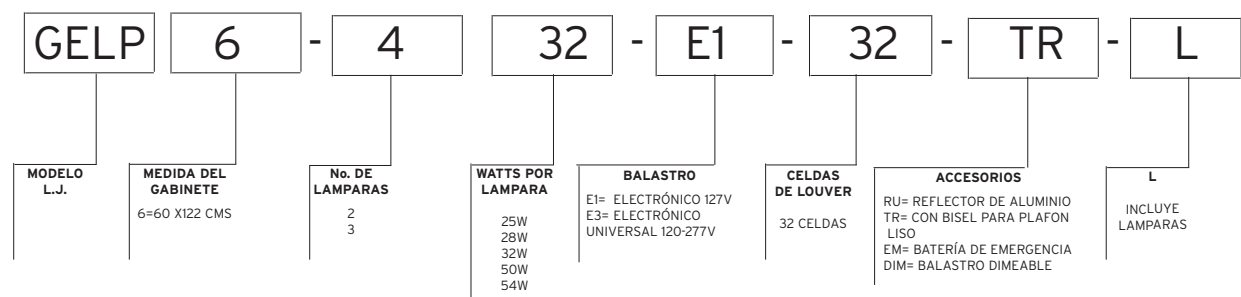 GELP 6 - 4 32 - E1 - 32 - TR - L
MODELO
L.J.
MEDIDA DEL
GABINETE
6=60 X122 CMS
No. DE
LAMPARAS
2
3
WATTS POR
LAMPARA
25W
28W
32W
50W
54W
BALASTRO
E1= ELECTRÓNICO 127V
E3= ELECTRÓNICO
UNIVERSAL 120-277V
CELDAS
DE LOUVER
32 CELDAS
ACCESORIOS
RU= REFLECTOR DE ALUMINIO
TR= CON BISEL PARA PLAFON
LISO
EM= BATERÍA DE EMERGENCIA
DIM= BALASTRO DIMEABLE
L
INCLUYE
LAMPARAS